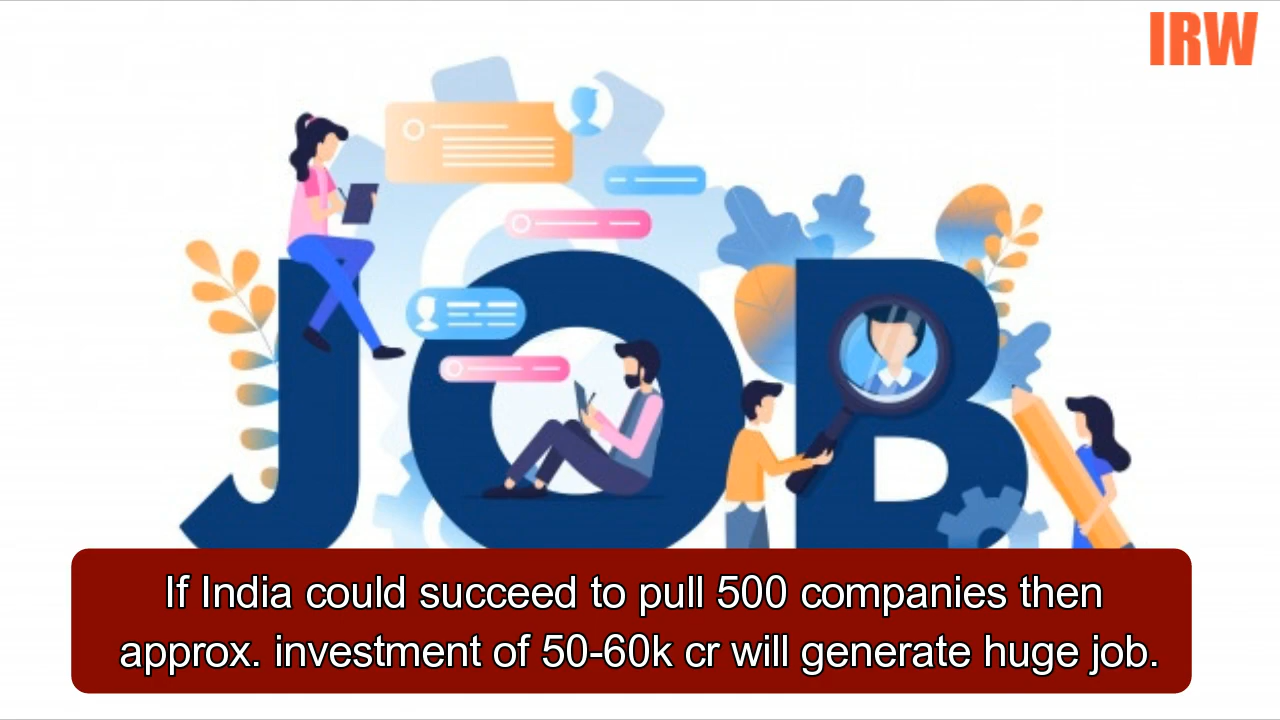 IRW
JOB
If India could succeed to pull 500 companies then
approx. investment of 50-60k cr will generate huge job.